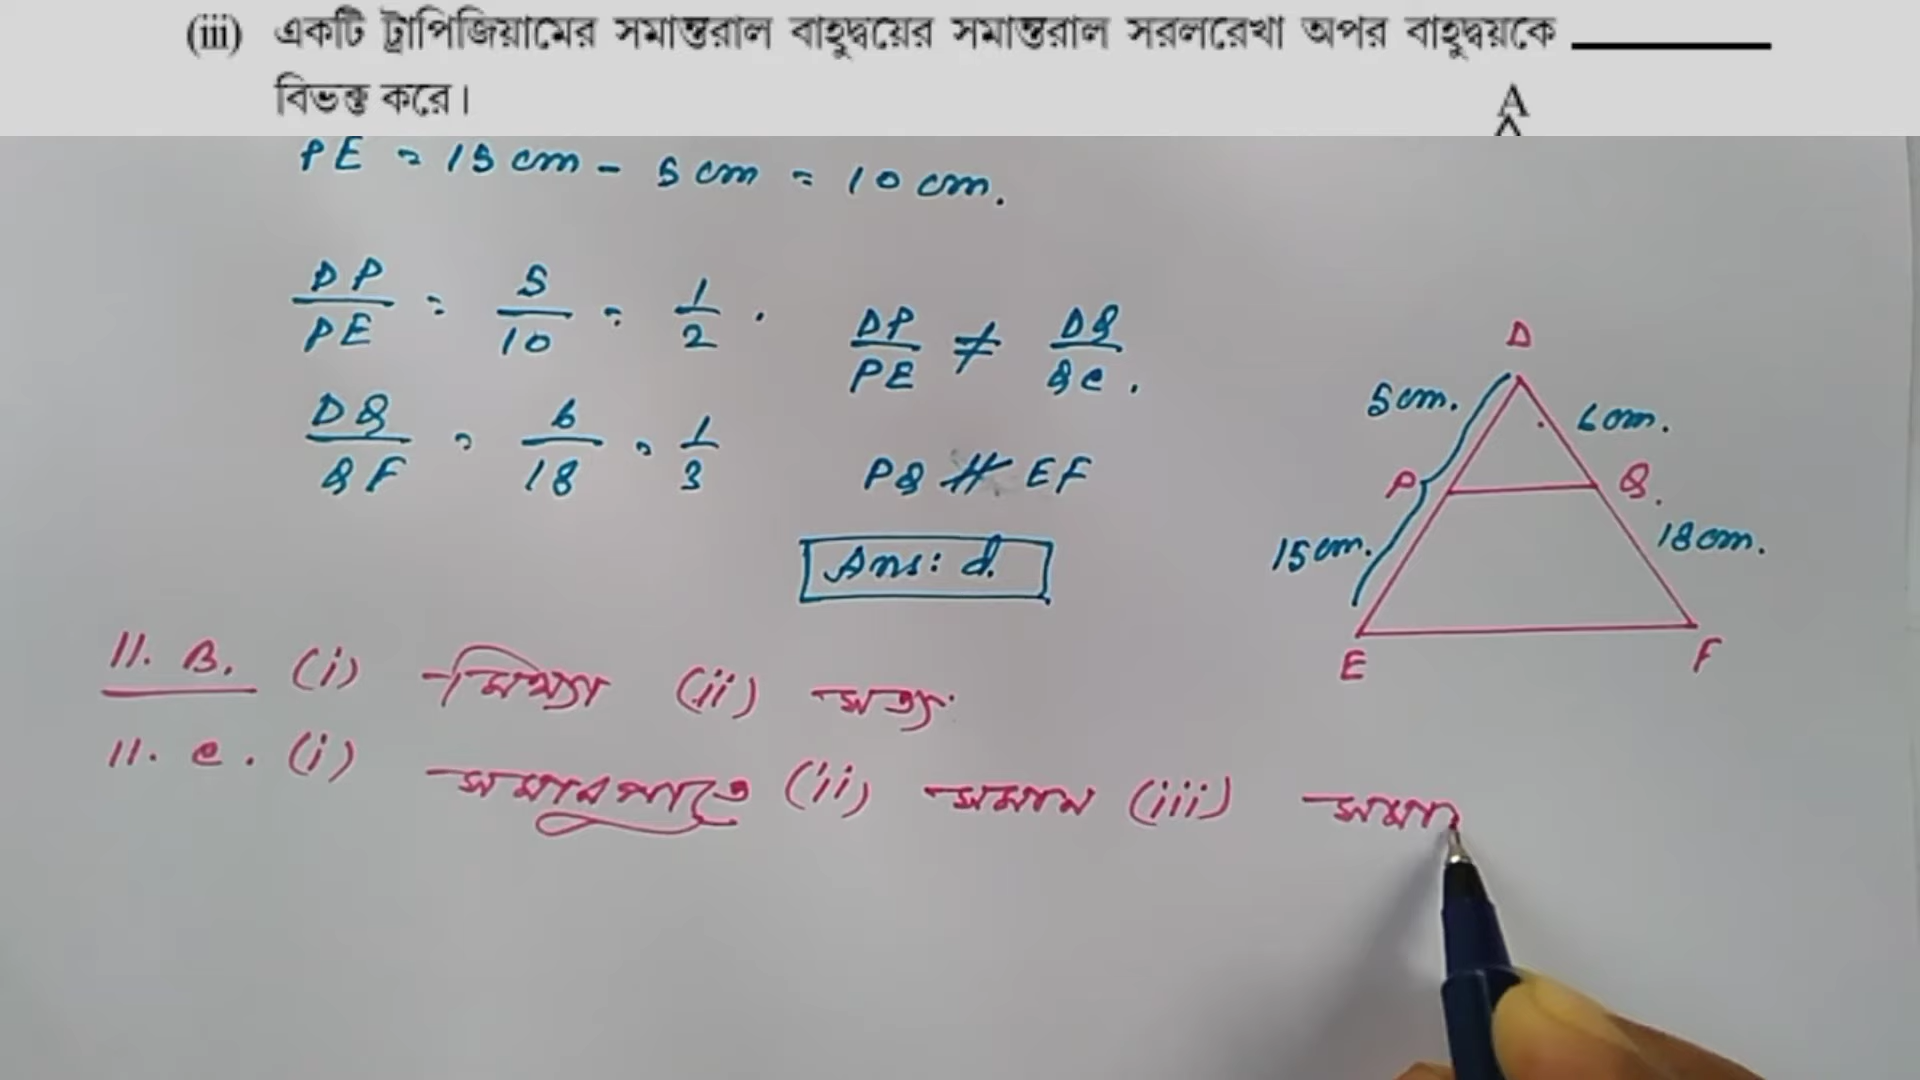 (iii) একটি ট্রাপিজিয়ামের সমান্তরাল বাহুদ্বয়ের সমান্তরাল সরলরেখা অপর বাহুদ্বয়কে ________
বিভক্ত করে।
A
PE = 15 cm - 5 cm = 10 cm.
DP/PE = 5/10 = 1/2 .
DP/PE ≠ DQ/QC .
DQ/QF = 6/18 = 1/3
PQ ∦ EF
Ans: d.
D
5cm.
6cm.
P
Q.
15cm.
18cm.
E
F
11. B. (i) মিথ্যা (ii) সত্য.
11. C. (i) সমানুপাতে (ii) সমান (iii) সমান